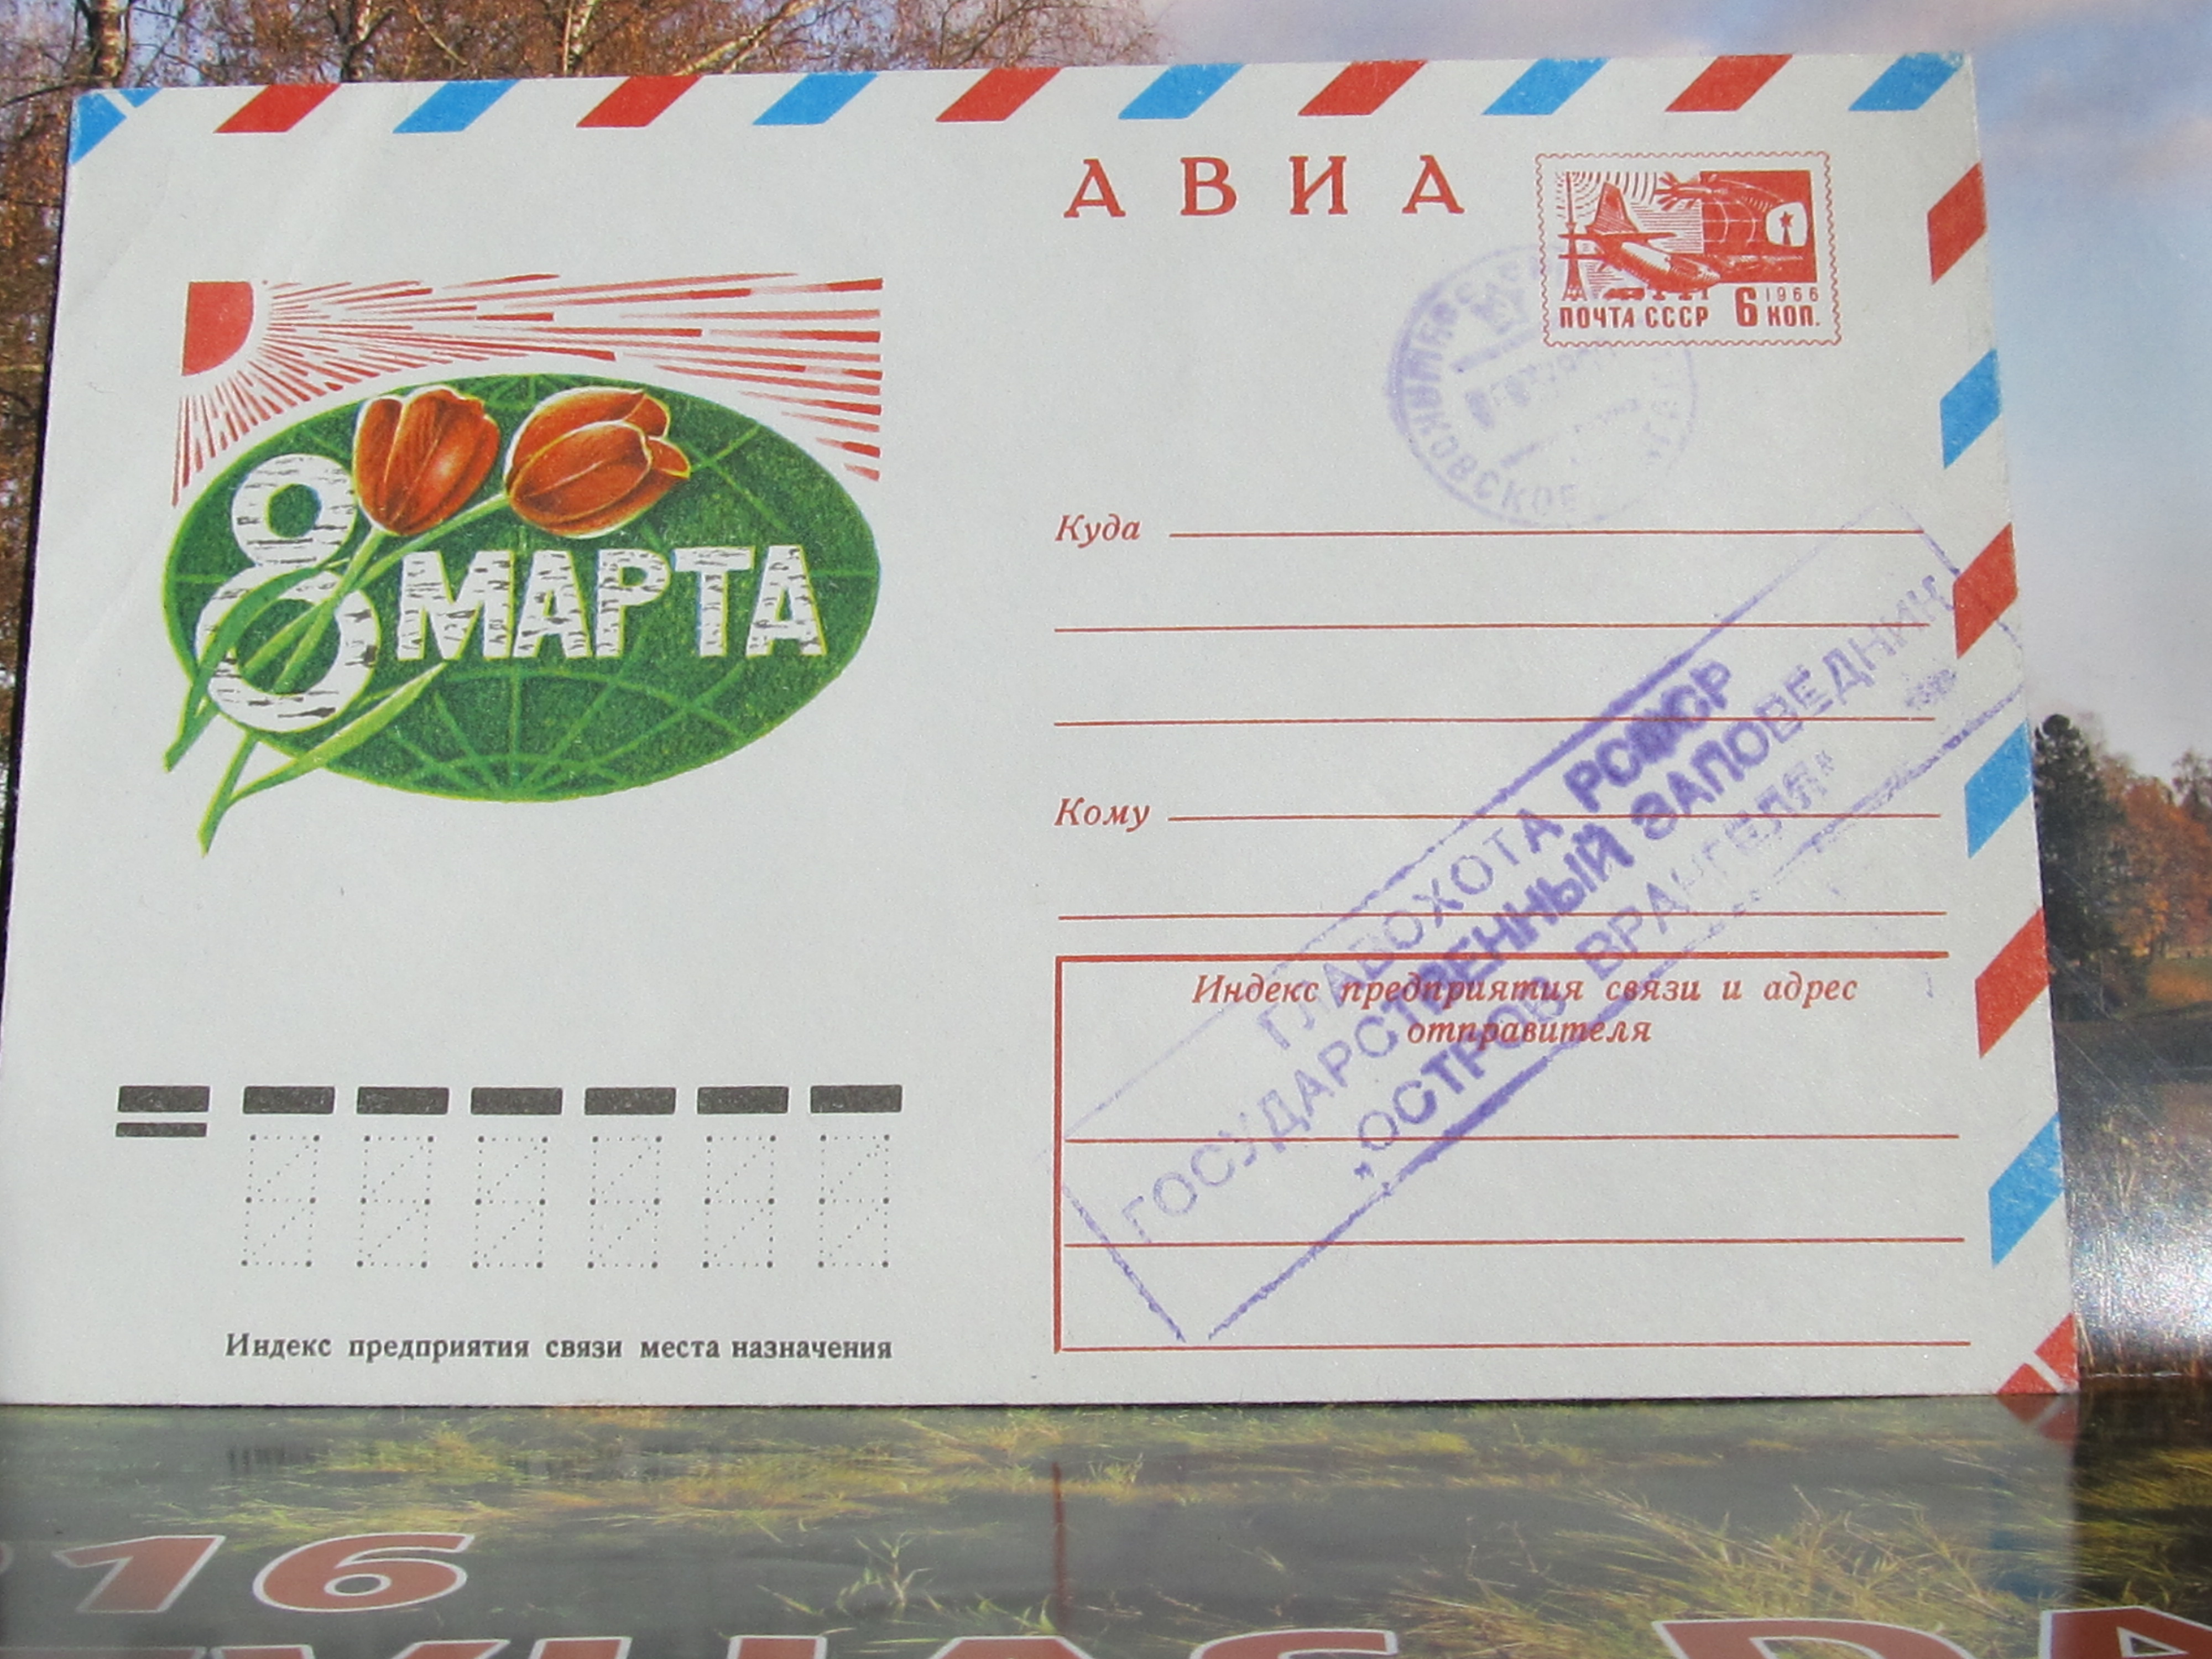 АВИА
1966
ПОЧТА СССР 6 КОП.
8 МАРТА
Куда
Кому
ГЛАВОХОТА РСФСР
ГОСУДАРСТВЕННЫЙ ЗАПОВЕДНИК
„ОСТРОВ ВРАНГЕЛЯ"
Индекс предприятия связи и адрес
отправителя
Индекс предприятия связи места назначения
16